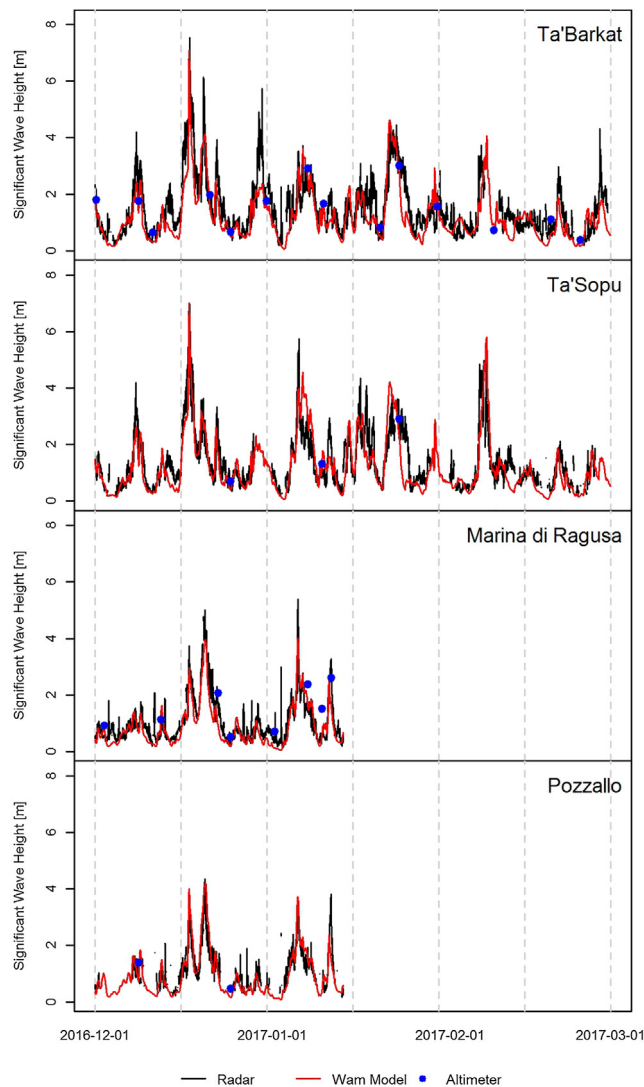 Ta'Barkat
Significant Wave Height [m]
8
6
4
2
0
Ta'Sopu
Significant Wave Height [m]
8
6
4
2
0
Marina di Ragusa
Significant Wave Height [m]
8
6
4
2
0
Pozzallo
Significant Wave Height [m]
8
6
4
2
0
2016-12-01 2017-01-01 2017-02-01 2017-03-01
Radar Wam Model Altimeter